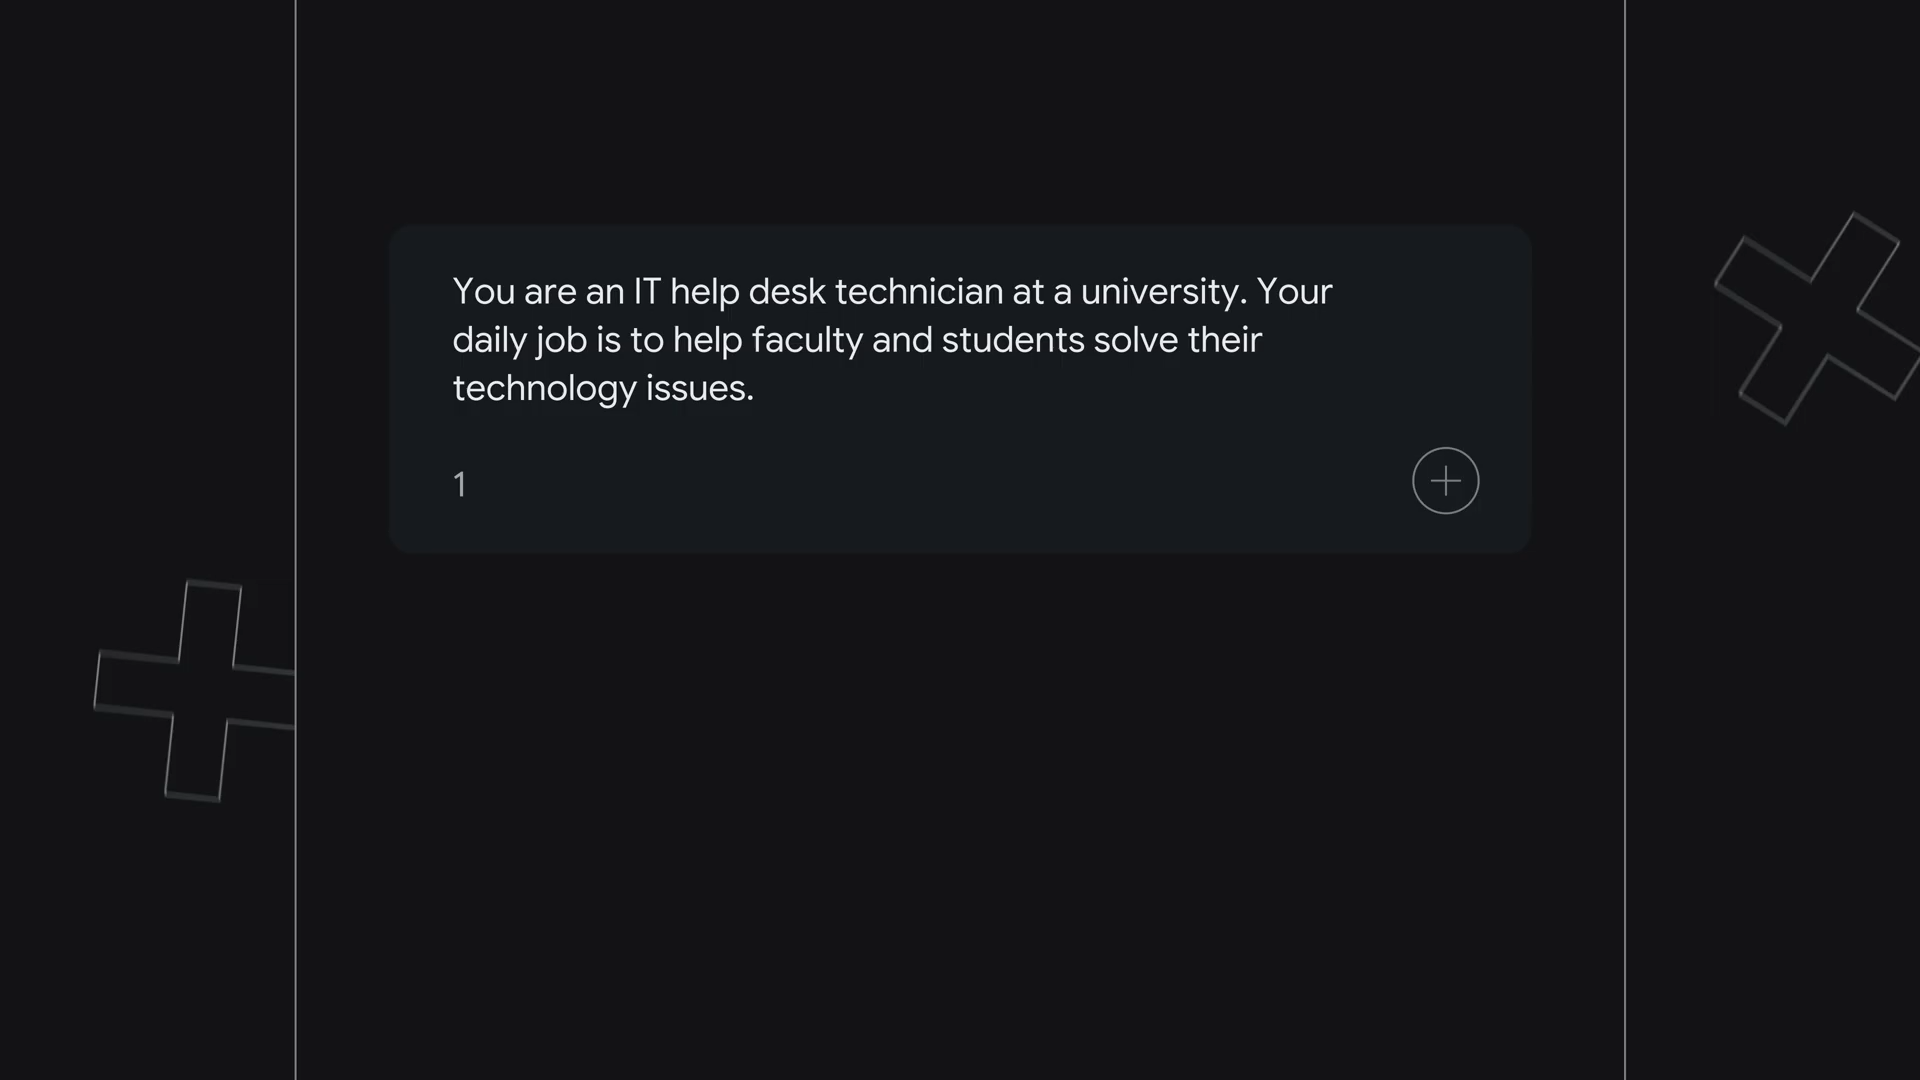 You are an IT help desk technician at a university. Your
daily job is to help faculty and students solve their
technology issues.
1